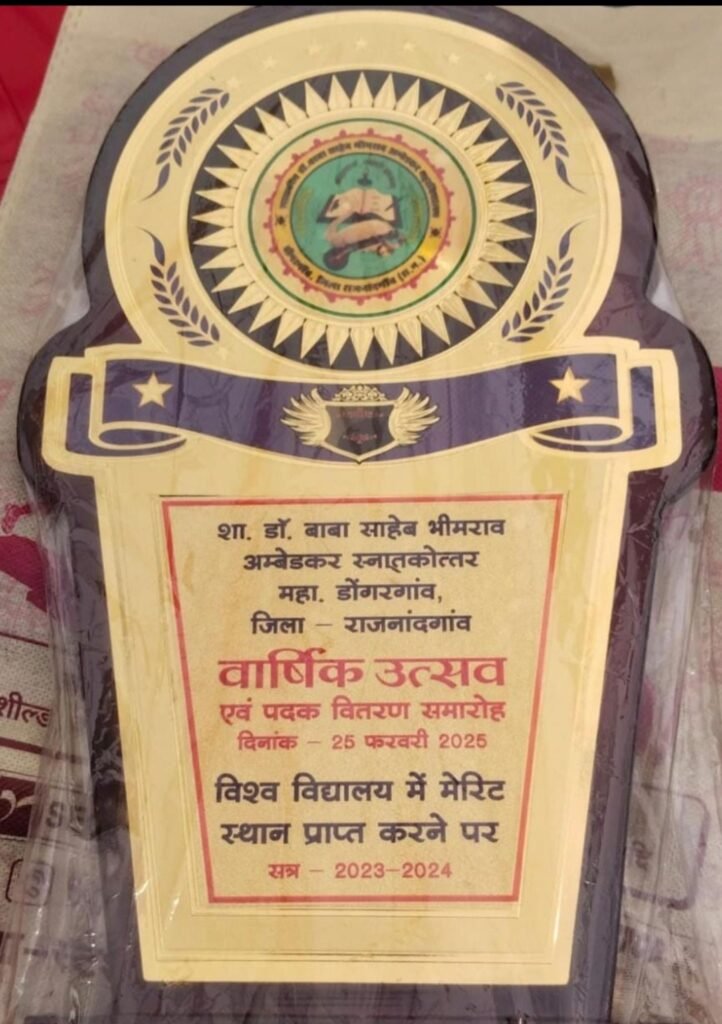 शा. डॉ. बाबा साहेब भीमराव
अम्बेडकर स्नात्कोत्तर
महा. डोंगरगांव,
जिला – राजनांदगांव
वार्षिक उत्सव
एवं पदक वितरण समारोह
दिनांक – 25 फरवरी 2025
विश्व विद्यालय में मेरिट
स्थान प्राप्त करने पर
सत्र – 2023-2024
शील्ड